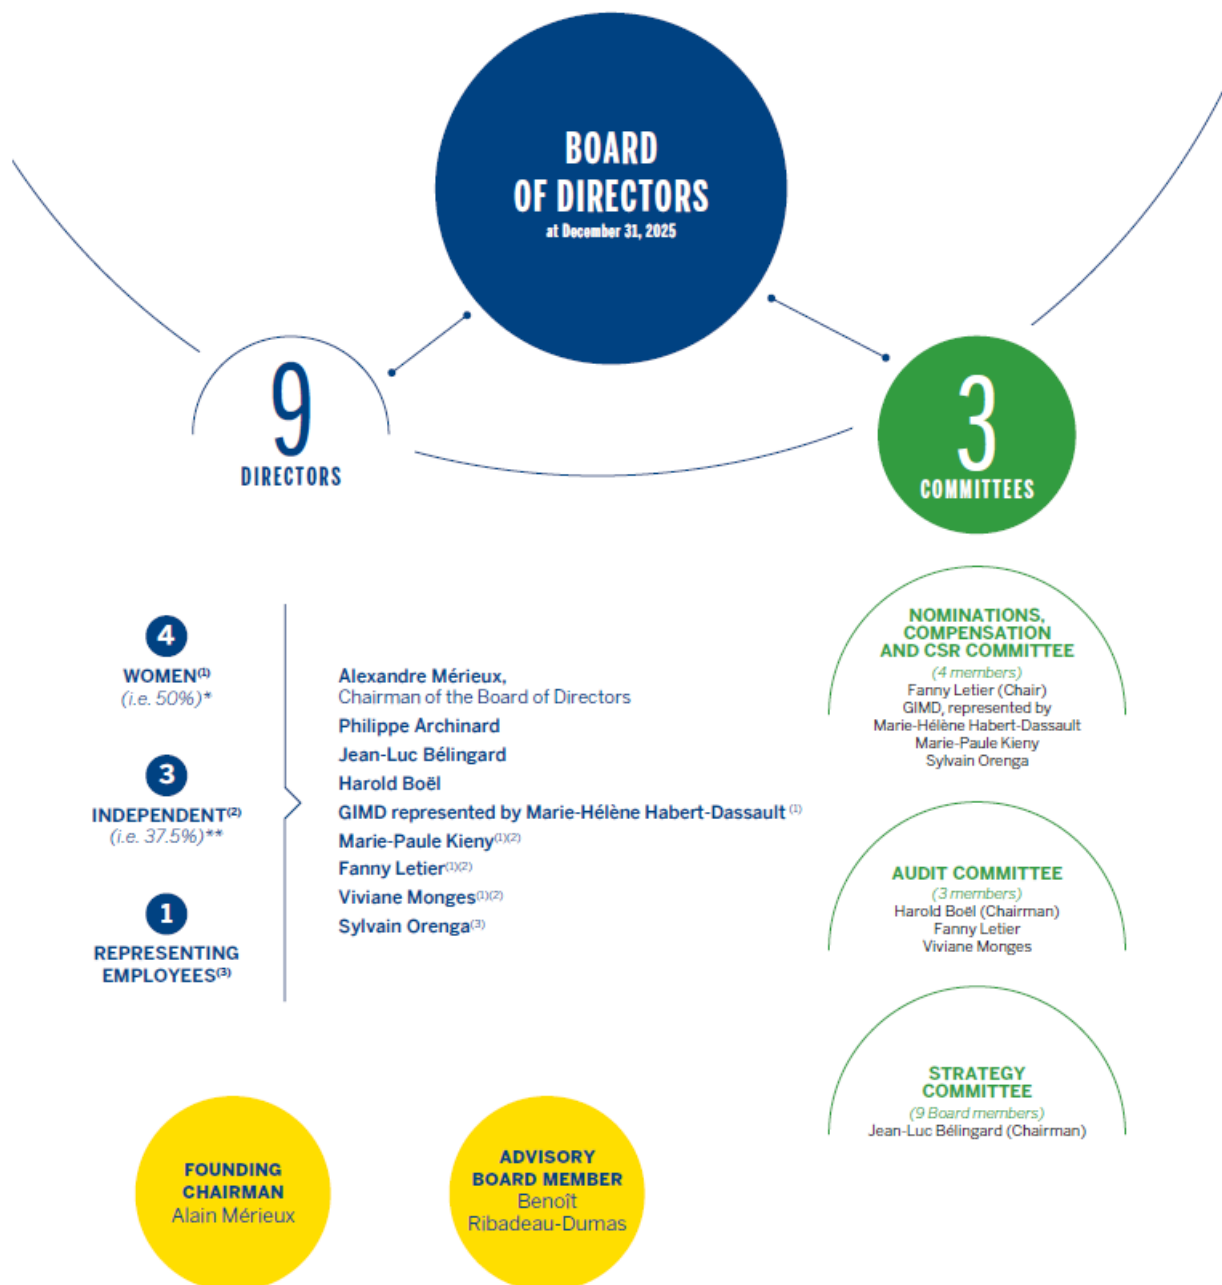 BOARD
OF DIRECTORS
at December 31, 2025
9
DIRECTORS
3
COMMITTEES
4
WOMEN(1)
(i.e. 50%)*
3
INDEPENDENT(2)
(i.e. 37.5%)**
1
REPRESENTING
EMPLOYEES(3)
Alexandre Mérieux,
Chairman of the Board of Directors
Philippe Archinard
Jean-Luc Bélingard
Harold Boël
GIMD represented by Marie-Hélène Habert-Dassault (1)
Marie-Paule Kieny(1)(2)
Fanny Letier(1)(2)
Viviane Monges(1)(2)
Sylvain Orenga(3)
NOMINATIONS,
COMPENSATION
AND CSR COMMITTEE
(4 members)
Fanny Letier (Chair)
GIMD, represented by
Marie-Hélène Habert-Dassault
Marie-Paule Kieny
Sylvain Orenga
AUDIT COMMITTEE
(3 members)
Harold Boël (Chairman)
Fanny Letier
Viviane Monges
STRATEGY
COMMITTEE
(9 Board members)
Jean-Luc Bélingard (Chairman)
FOUNDING
CHAIRMAN
Alain Mérieux
ADVISORY
BOARD MEMBER
Benoît
Ribadeau-Dumas